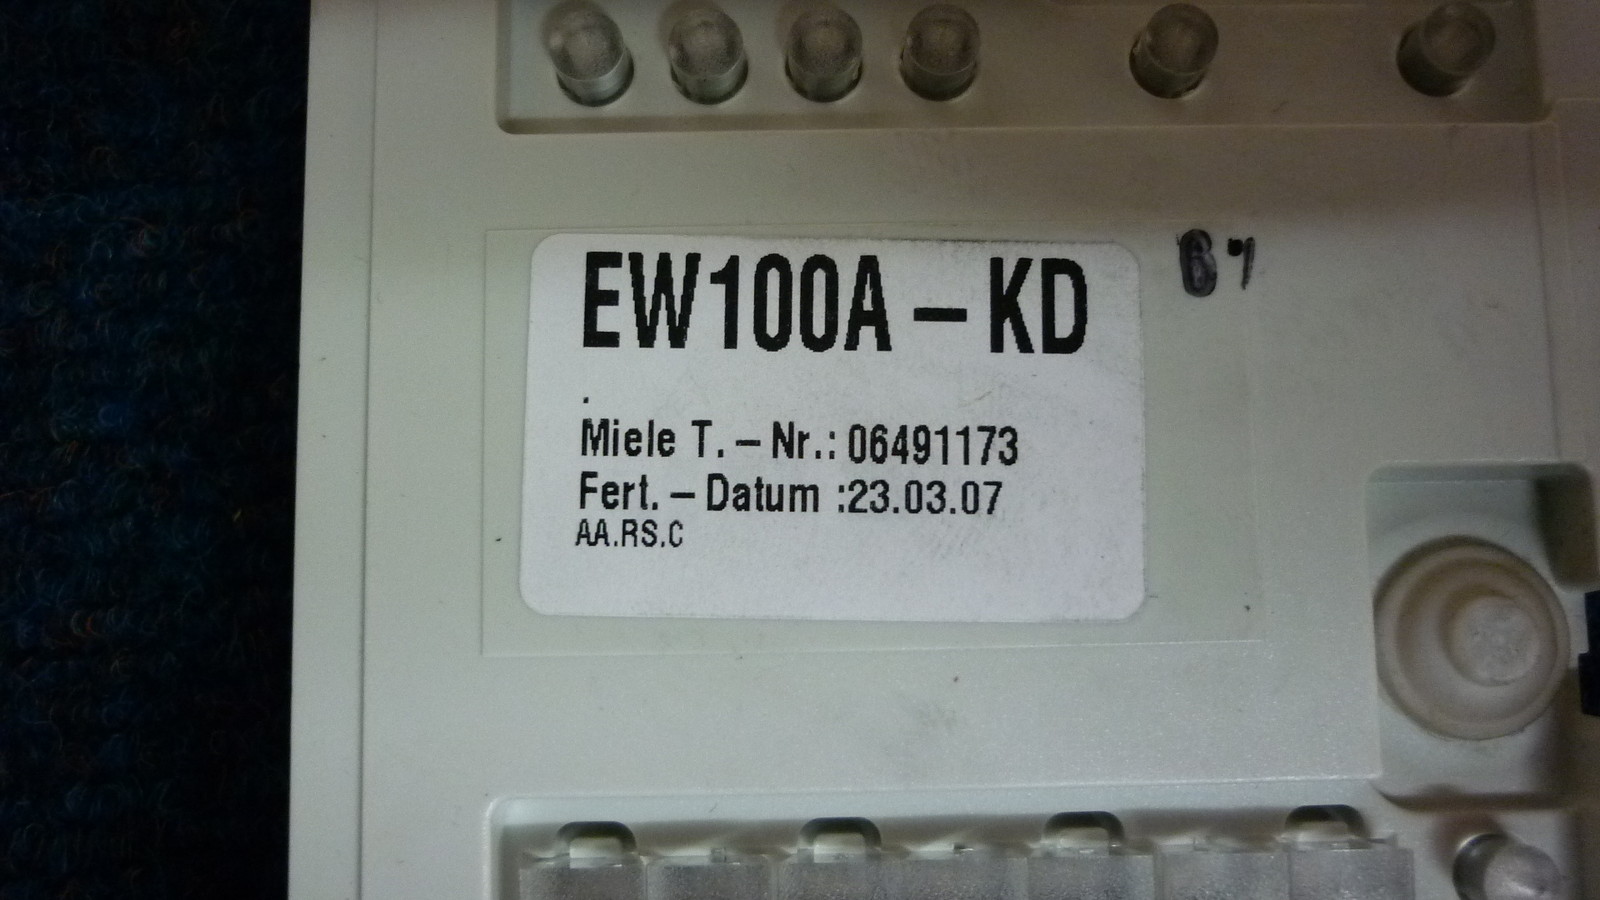 EW100A – KD
.
Miele T. – Nr.: 06491173
Fert. – Datum :23.03.07
AA.RS.C